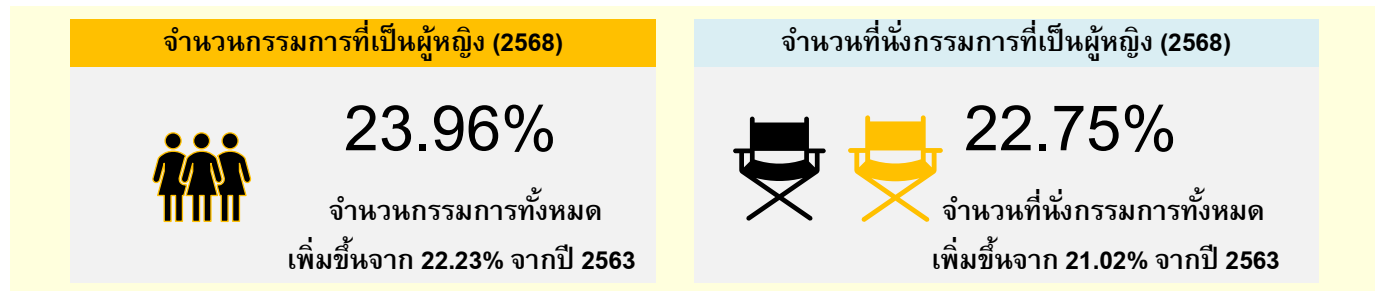 จำนวนกรรมการที่เป็นผู้หญิง (2568)
23.96%
จำนวนกรรมการทั้งหมด
เพิ่มขึ้นจาก 22.23% จากปี 2563
จำนวนที่นั่งกรรมการที่เป็นผู้หญิง (2568)
22.75%
จำนวนที่นั่งกรรมการทั้งหมด
เพิ่มขึ้นจาก 21.02% จากปี 2563